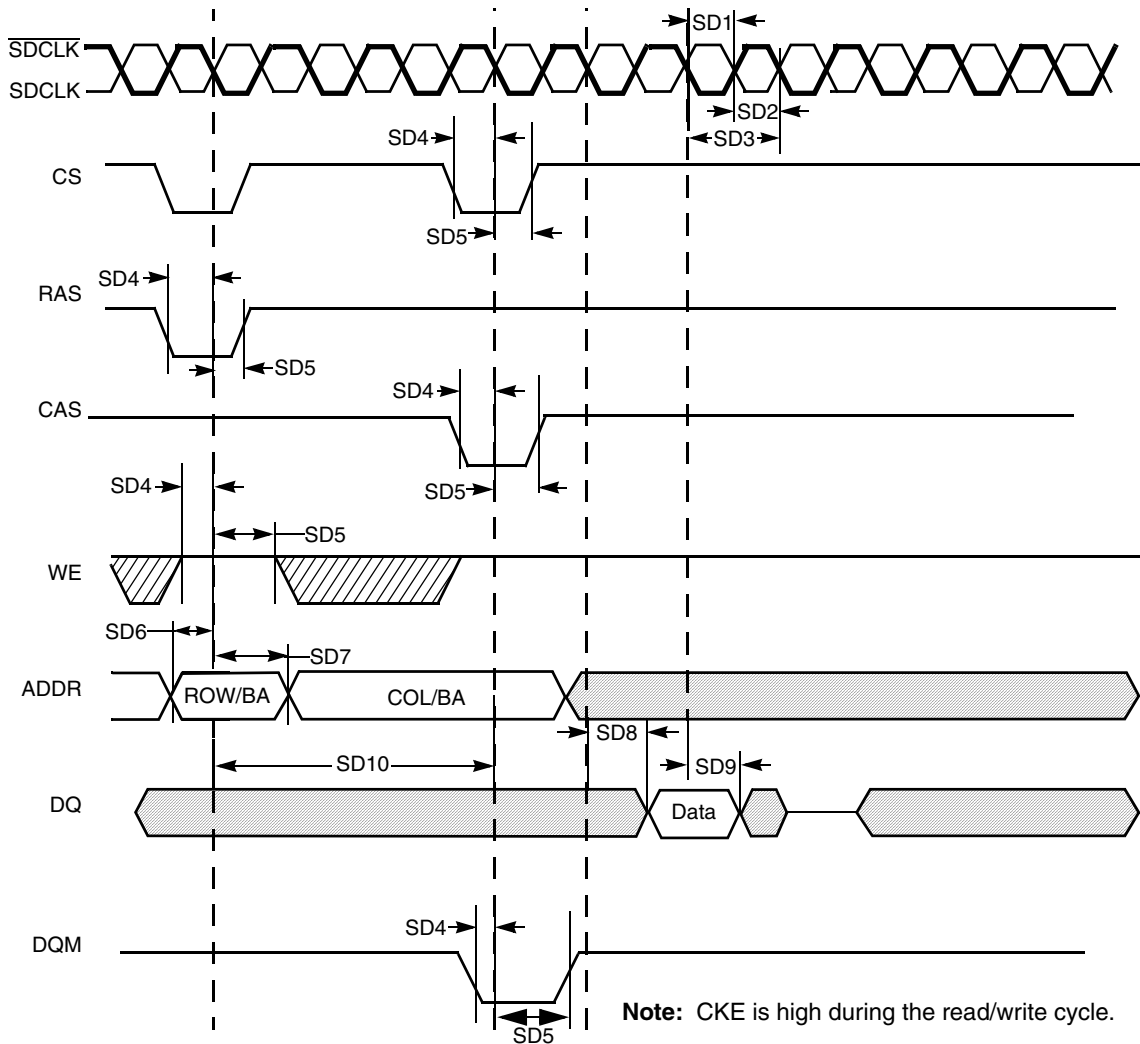 SD1
SDCLK
SDCLK
SD2
SD4
SD3
CS
SD5
SD4
RAS
SD5
SD4
CAS
SD4
SD5
SD5
WE
SD6
SD7
ADDR
ROW/BA
COL/BA
SD8
SD10
SD9
DQ
Data
SD4
DQM
Note: CKE is high during the read/write cycle.
SD5